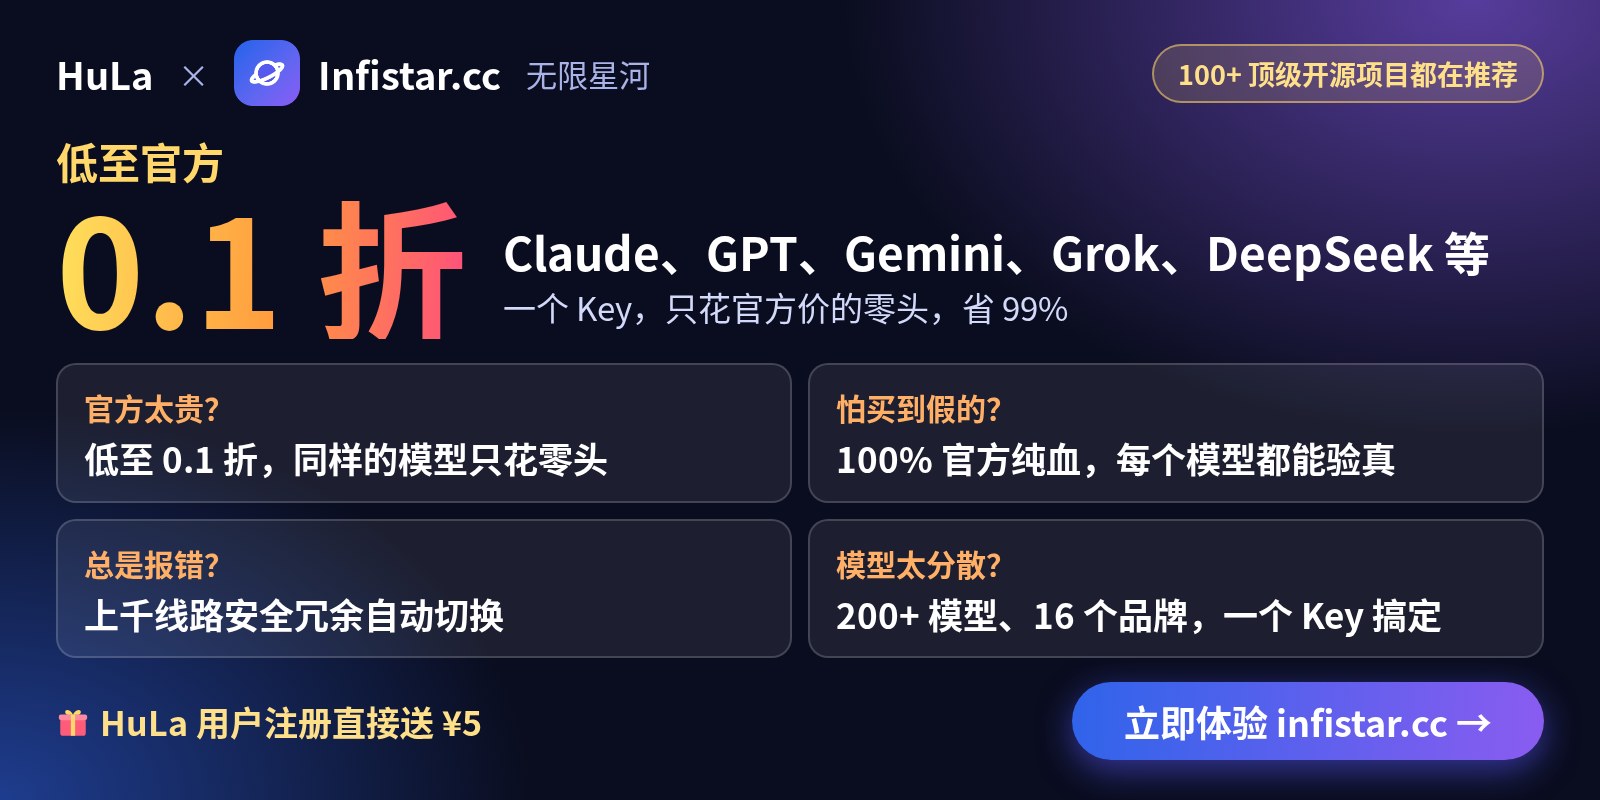 HuLa × Infistar.cc 无限星河
100+ 顶级开源项目都在推荐
低至官方
0.1 折
Claude、GPT、Gemini、Grok、DeepSeek 等
一个 Key，只花官方价的零头，省 99%
官方太贵？
低至 0.1 折，同样的模型只花零头
怕买到假的？
100% 官方纯血，每个模型都能验真
总是报错？
上千线路安全冗余自动切换
模型太分散？
200+ 模型、16 个品牌，一个 Key 搞定
HuLa 用户注册直接送 ¥5
立即体验 infistar.cc →